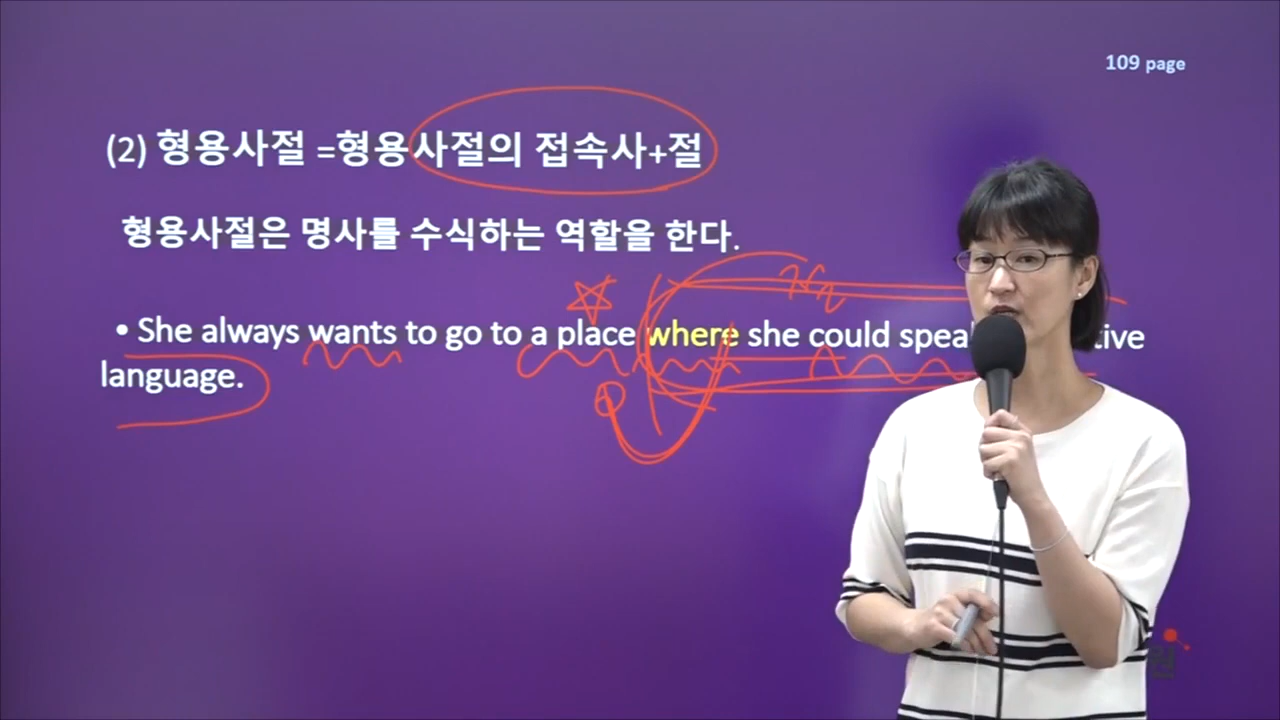 109 page
(2) 형용사절 =형용사절의 접속사+절
형용사절은 명사를 수식하는 역할을 한다.
• She always wants to go to a place where she could speak tive
language.
원